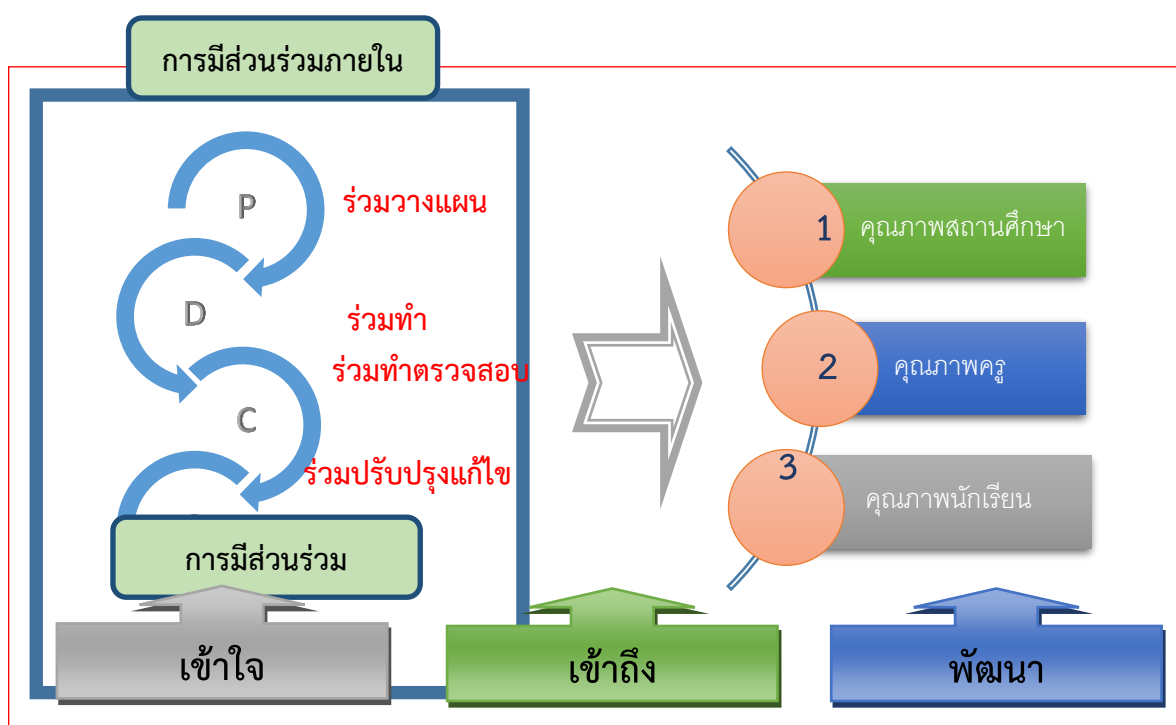 การมีส่วนร่วมภายใน
P
ร่วมวางแผน
D
ร่วมทำ
ร่วมทำตรวจสอบ
C
ร่วมปรับปรุงแก้ไข
การมีส่วนร่วม
1
คุณภาพสถานศึกษา
2
คุณภาพครู
3
คุณภาพนักเรียน
เข้าใจ
เข้าถึง
พัฒนา